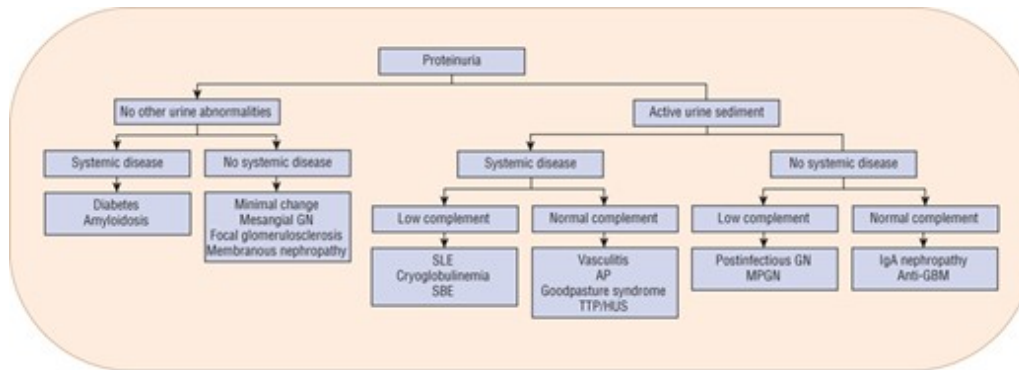 Proteinuria
No other urine abnormalities
Active urine sediment
Systemic disease
No systemic disease
Systemic disease
No systemic disease
Diabetes
Amyloidosis
Minimal change
Mesangial GN
Focal glomerulosclerosis
Membranous nephropathy
Low complement
Normal complement
Low complement
Normal complement
SLE
Cryoglobulinemia
SBE
Vasculitis
AP
Goodpasture syndrome
TTP/HUS
Postinfectious GN
MPGN
IgA nephropathy
Anti-GBM